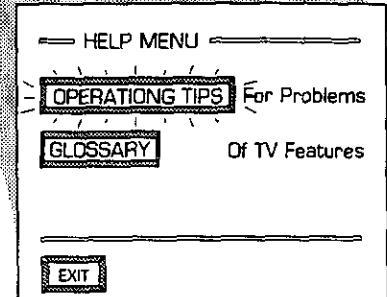 HELP MENU
OPERATIONG TIPS For Problems
GLOSSARY Of TV Features
EXIT